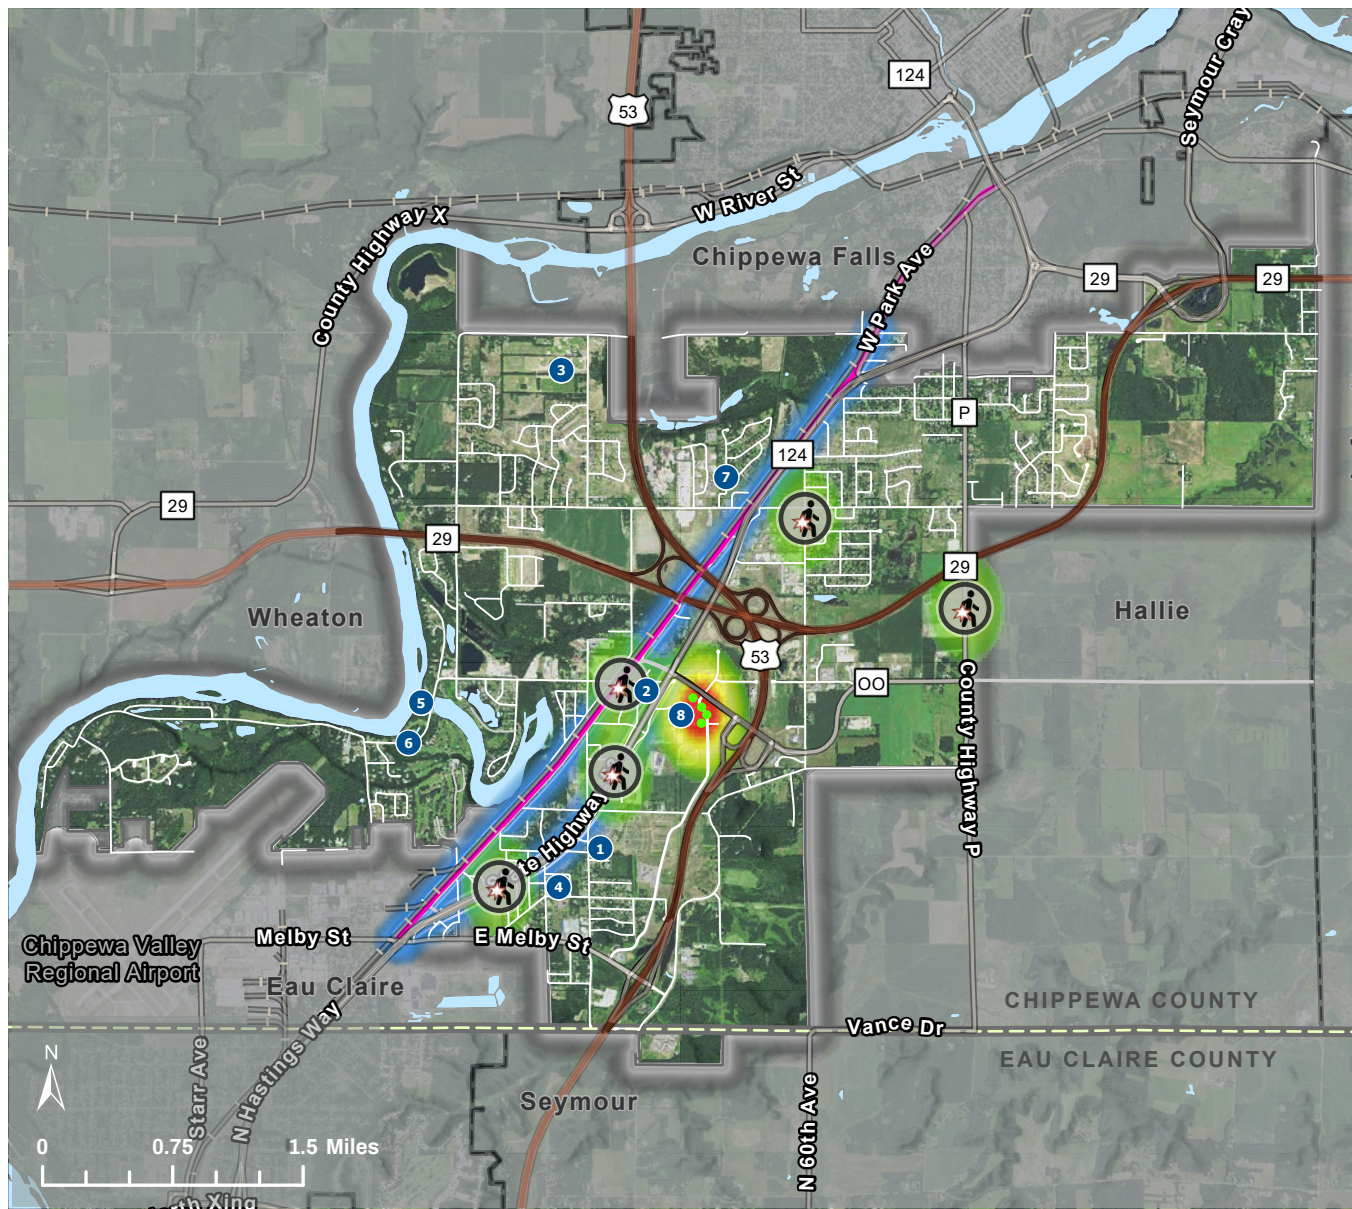 124
53
Seymour Cray
County Highway X
W River St
Chippewa Falls
W Park Ave
29
29
3
P
124
7
29
29
29
Wheaton
Hallie
53
OO
2
5
8
6
County Highway P
te Highway
1
4
Melby St
E Melby St
Chippewa Valley
Regional Airport
Eau Claire
CHIPPEWA COUNTY
Vance Dr
EAU CLAIRE COUNTY
N
Starr Ave
N Hastings Way
Seymour
N 60th Ave
0 0.75 1.5 Miles
rth Xing